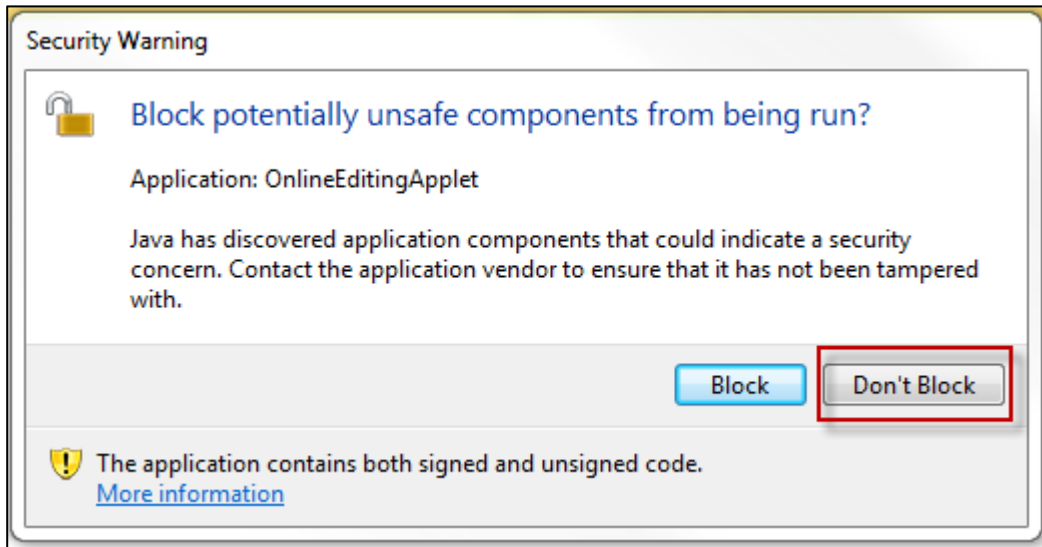 Security Warning
Block potentially unsafe components from being run?
Application: OnlineEditingApplet
Java has discovered application components that could indicate a security
concern. Contact the application vendor to ensure that it has not been tampered
with.
Block
Don't Block
The application contains both signed and unsigned code.
More information